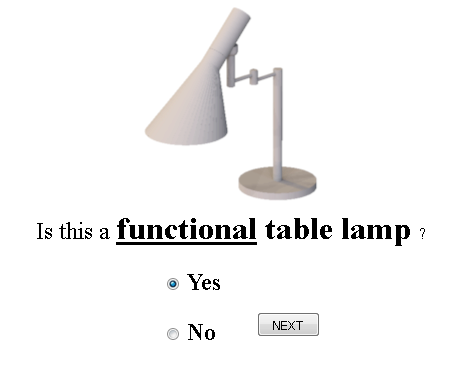 Is this a functional table lamp ?
Yes
No
NEXT